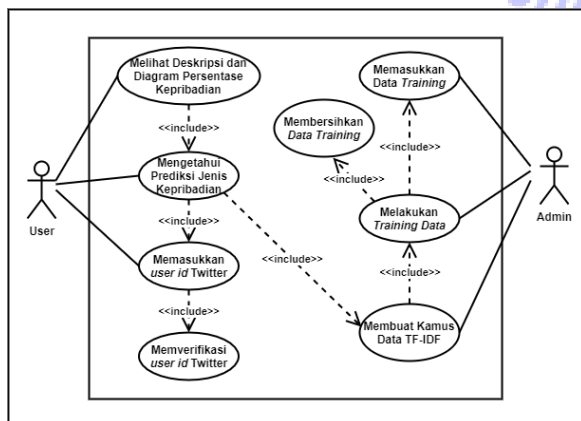 Melihat Deskripsi dan
Diagram Persentase
Kepribadian
<<include>>
Mengetahui
Prediksi Jenis
Kepribadian
<<include>>
Memasukkan
user id Twitter
<<include>>
Memverifikasi
user id Twitter
User
<<include>>
Memasukkan
Data Training
Membersihkan
Data Training
<<include>>
<<include>>
Melakukan
Training Data
<<include>>
Membuat Kamus
Data TF-IDF
Admin